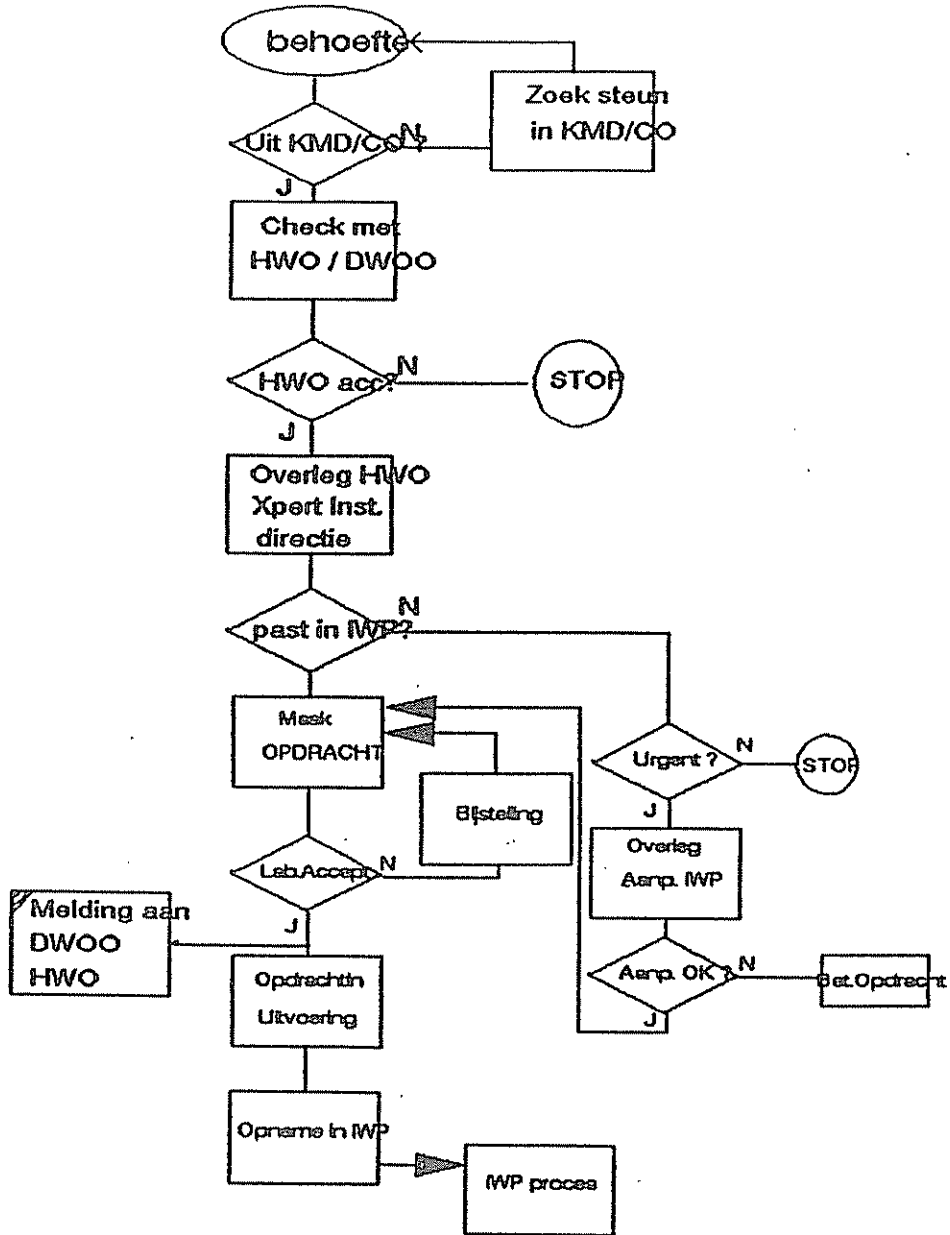 behoefte
Zoek steun
in KMD/CO
Uit KMD/CO?
N
J
Check met
HWO / DWOO
HWO acc?
N
STOP
J
Overleg HWO
Xpert Inst.
directie
past in IWP?
N
Maak
OPDRACHT
Urgent ?
N
STOP
J
Bijstelling
Overleg
Aanp. IWP
Lab.Accept
N
J
Melding aan
DWOO
HWO
Aanp. OK ?
N
Bet.Opdracht
J
Opdracht in
Uitvoering
Opname in IWP
IWP proces